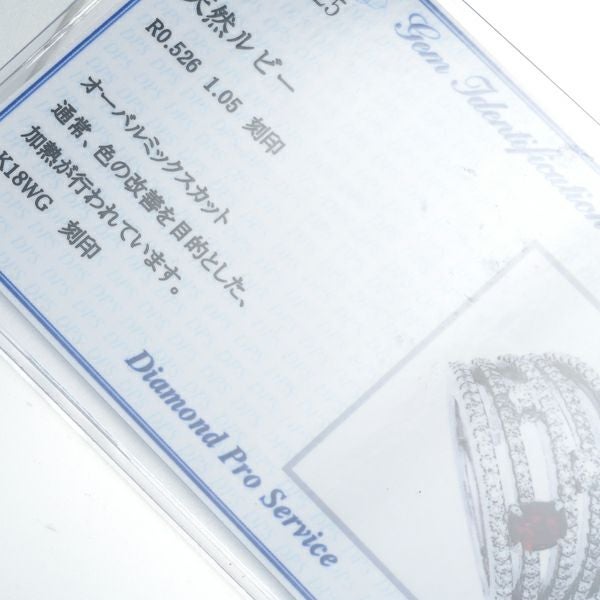 Gem Identification
25
天然ルビー
R0.526 1.05 刻印
オーバルミックスカット
通常、色の改善を目的とした、
加熱が行われています。
K18WG 刻印
Diamond Pro Service